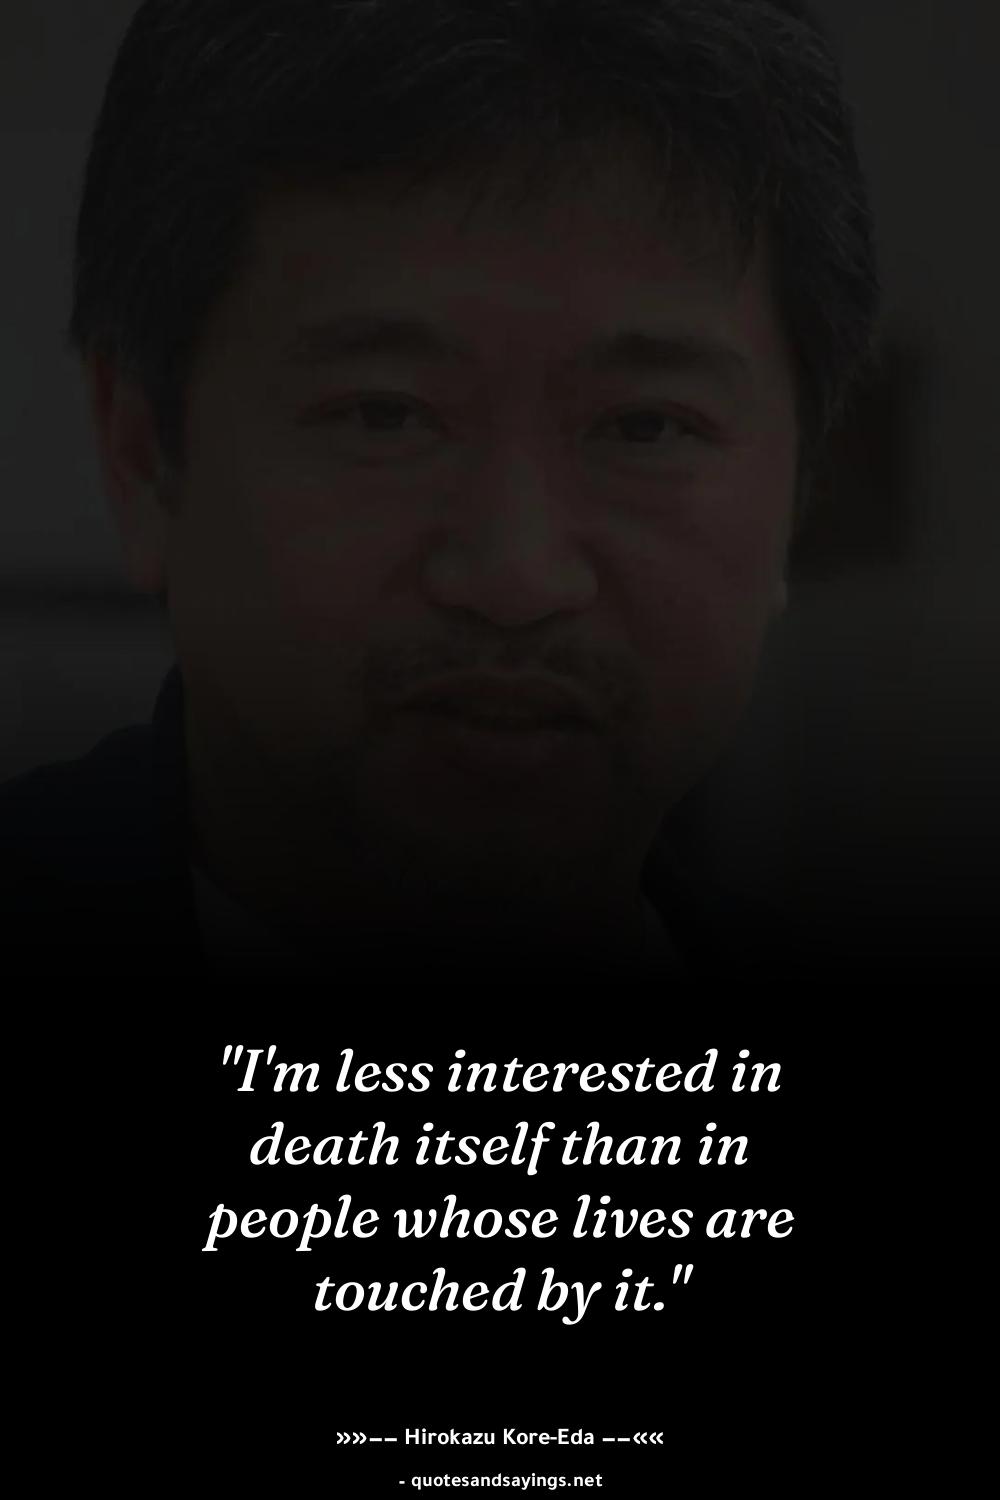 "I'm less interested in
death itself than in
people whose lives are
touched by it."
»»−− Hirokazu Kore-Eda −−««
- quotesandsayings.net